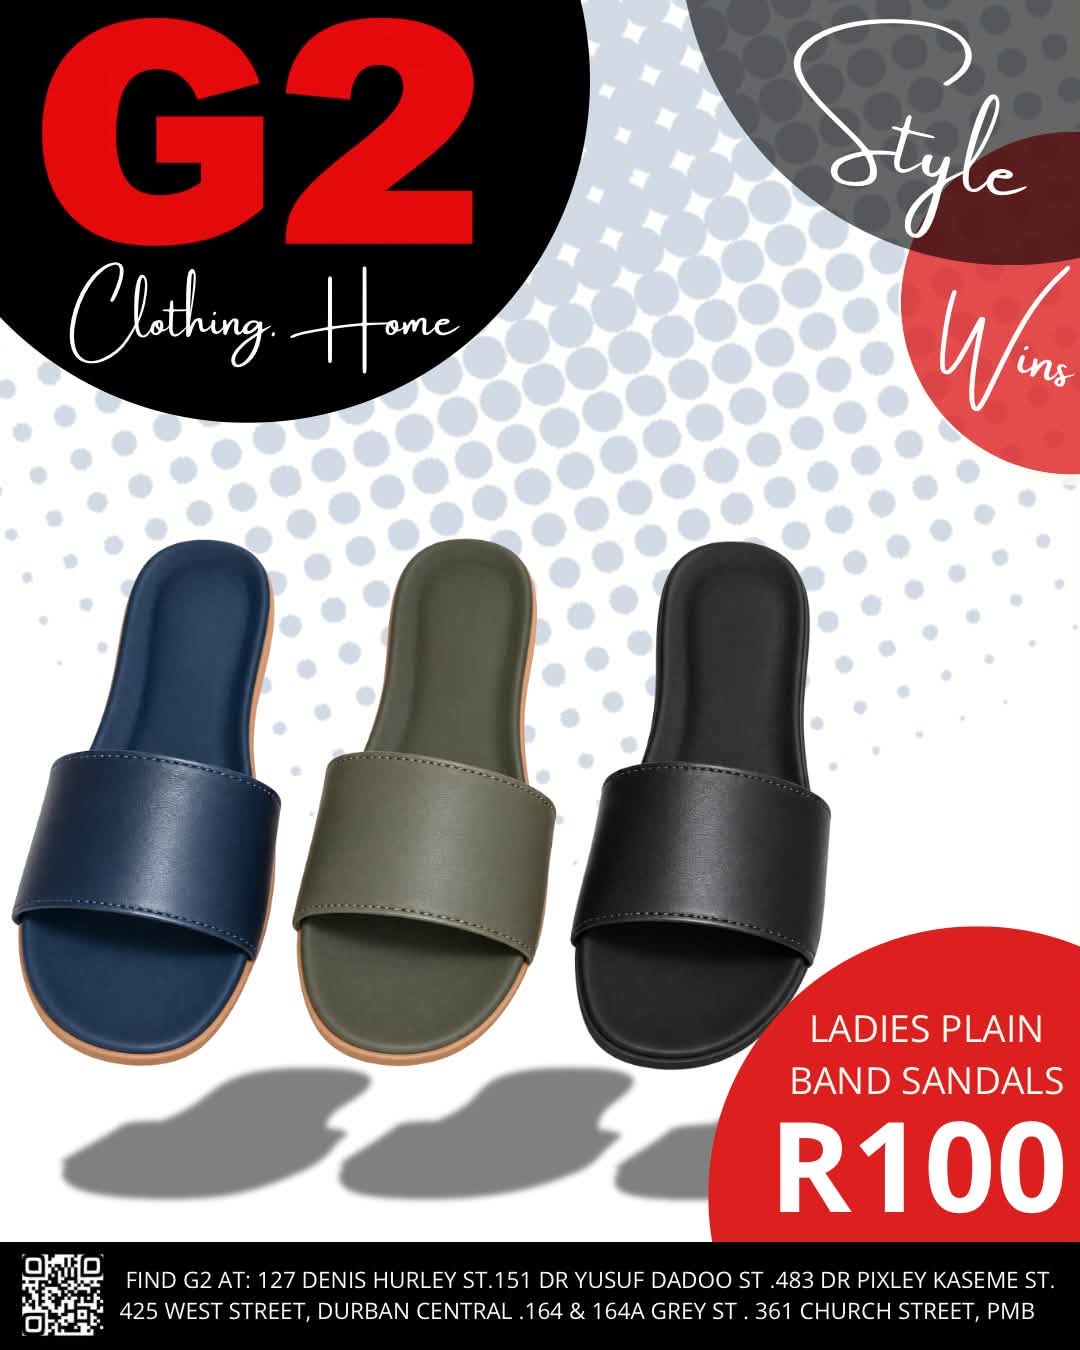 G2
Clothing. Home
Style
Wins
LADIES PLAIN
BAND SANDALS
R100
FIND G2 AT: 127 DENIS HURLEY ST.151 DR YUSUF DADOO ST .483 DR PIXLEY KASEME ST.
425 WEST STREET, DURBAN CENTRAL .164 & 164A GREY ST . 361 CHURCH STREET, PMB